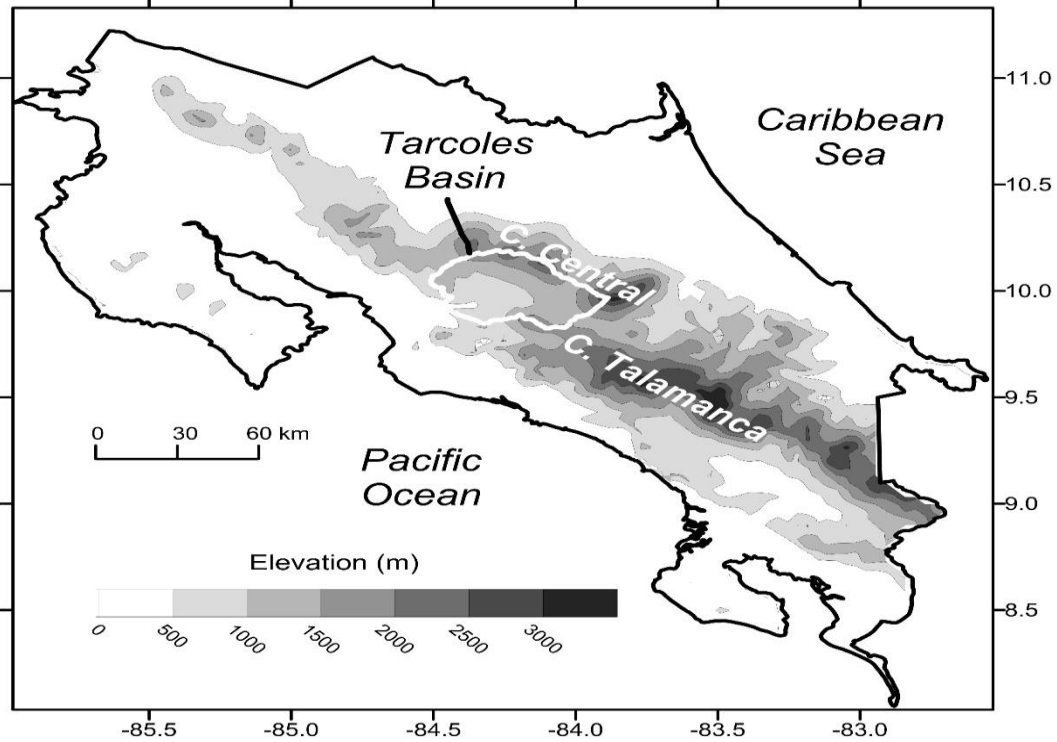 Caribbean
Sea
Tarcoles
Basin
C. Central
C. Talamanca
Pacific
Ocean
0 30 60 km
Elevation (m)
0 500 1000 1500 2000 2500 3000
11.0
10.5
10.0
9.5
9.0
8.5
-85.5 -85.0 -84.5 -84.0 -83.5 -83.0